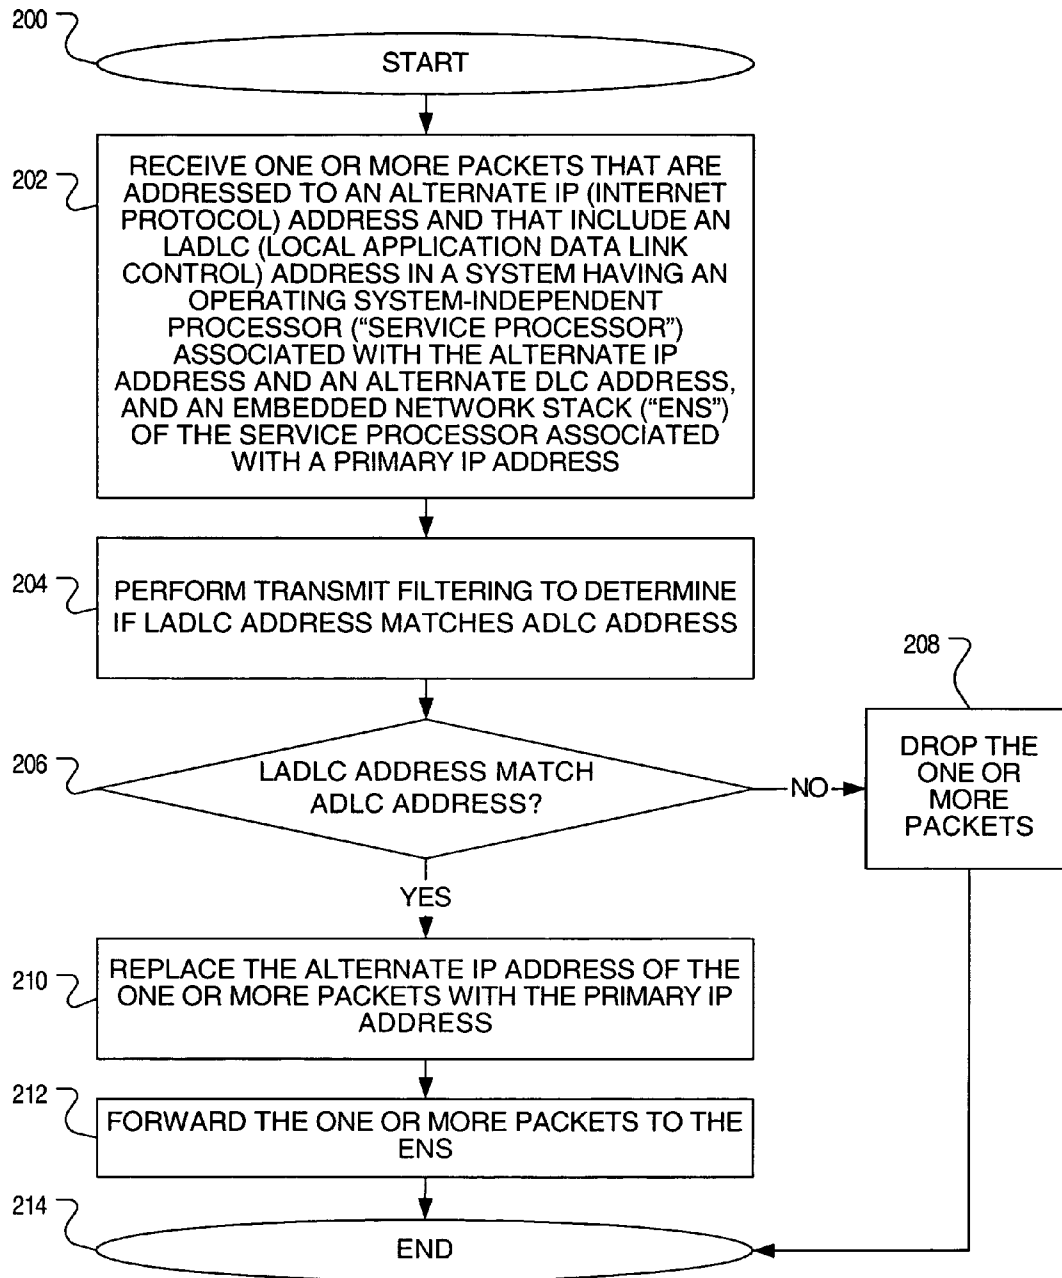 200
START
202
RECEIVE ONE OR MORE PACKETS THAT ARE
ADDRESSED TO AN ALTERNATE IP (INTERNET
PROTOCOL) ADDRESS AND THAT INCLUDE AN
LADLC (LOCAL APPLICATION DATA LINK
CONTROL) ADDRESS IN A SYSTEM HAVING AN
OPERATING SYSTEM-INDEPENDENT
PROCESSOR (“SERVICE PROCESSOR”)
ASSOCIATED WITH THE ALTERNATE IP
ADDRESS AND AN ALTERNATE DLC ADDRESS,
AND AN EMBEDDED NETWORK STACK (“ENS”)
OF THE SERVICE PROCESSOR ASSOCIATED
WITH A PRIMARY IP ADDRESS
204
PERFORM TRANSMIT FILTERING TO DETERMINE
IF LADLC ADDRESS MATCHES ADLC ADDRESS
206
LADLC ADDRESS MATCH
ADLC ADDRESS?
NO
208
DROP THE
ONE OR
MORE
PACKETS
YES
210
REPLACE THE ALTERNATE IP ADDRESS OF THE
ONE OR MORE PACKETS WITH THE PRIMARY IP
ADDRESS
212
FORWARD THE ONE OR MORE PACKETS TO THE
ENS
214
END